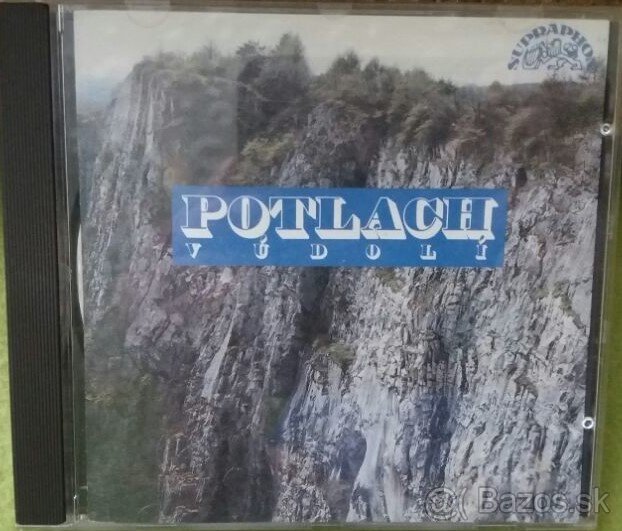 SUPRAPHON
POTLACH
V ÚDOLÍ
Bazos.sk